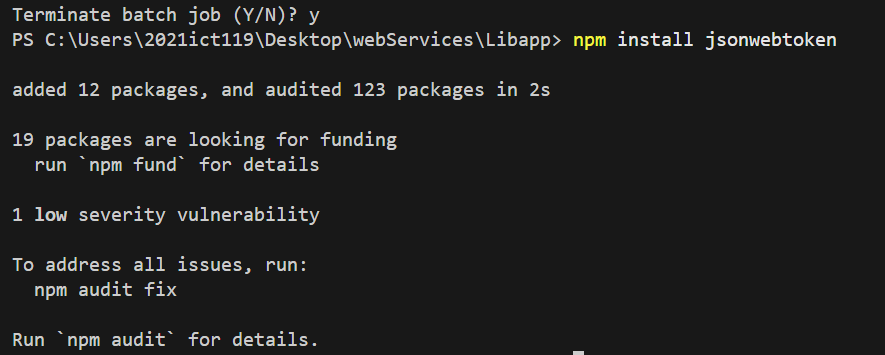 Terminate batch job (Y/N)? y
PS C:\Users\2021ict119\Desktop\webServices\Libapp> npm install jsonwebtoken
added 12 packages, and audited 123 packages in 2s
19 packages are looking for funding
  run `npm fund` for details
1 low severity vulnerability
To address all issues, run:
  npm audit fix
Run `npm audit` for details.